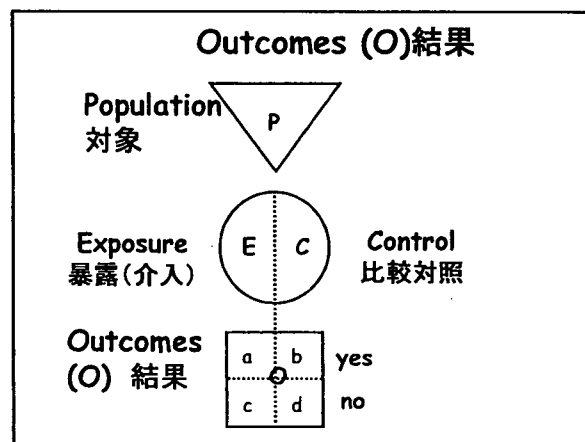 Outcomes (O)結果
Population
対象
P
Exposure
暴露(介入)
E
C
Control
比較対照
Outcomes
(O) 結果
a
b
yes
O
c
d
no